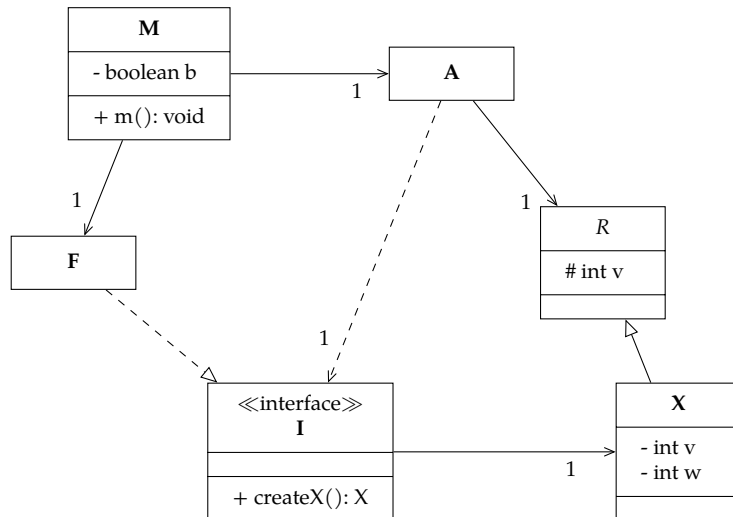 M
- boolean b
+ m(): void
1
A
1
F
1
R
# int v
1
≪interface≫
I
+ createX(): X
1
X
- int v
- int w